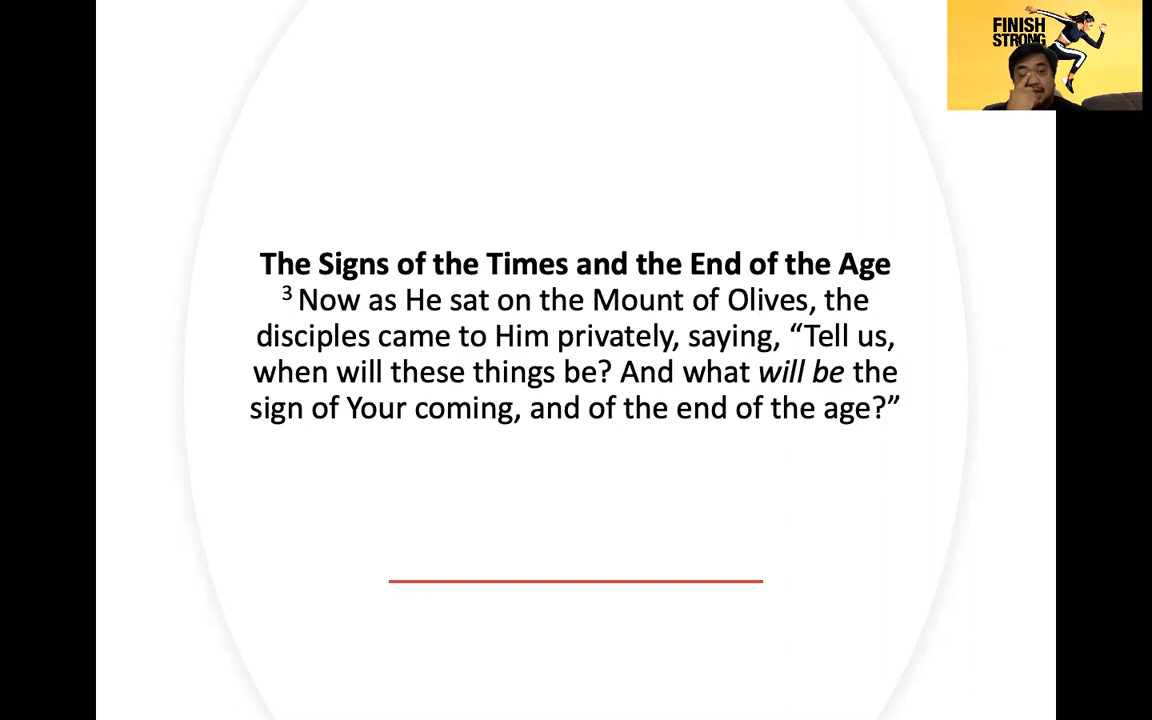 FINISH
STRONG
The Signs of the Times and the End of the Age
3 Now as He sat on the Mount of Olives, the
disciples came to Him privately, saying, “Tell us,
when will these things be? And what will be the
sign of Your coming, and of the end of the age?”